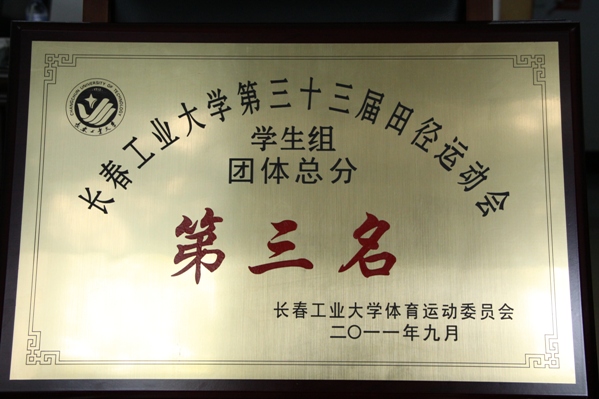 长春工业大学第三十三届田径运动会
学生组
团体总分
第三名
长春工业大学体育运动委员会
二〇一一年九月